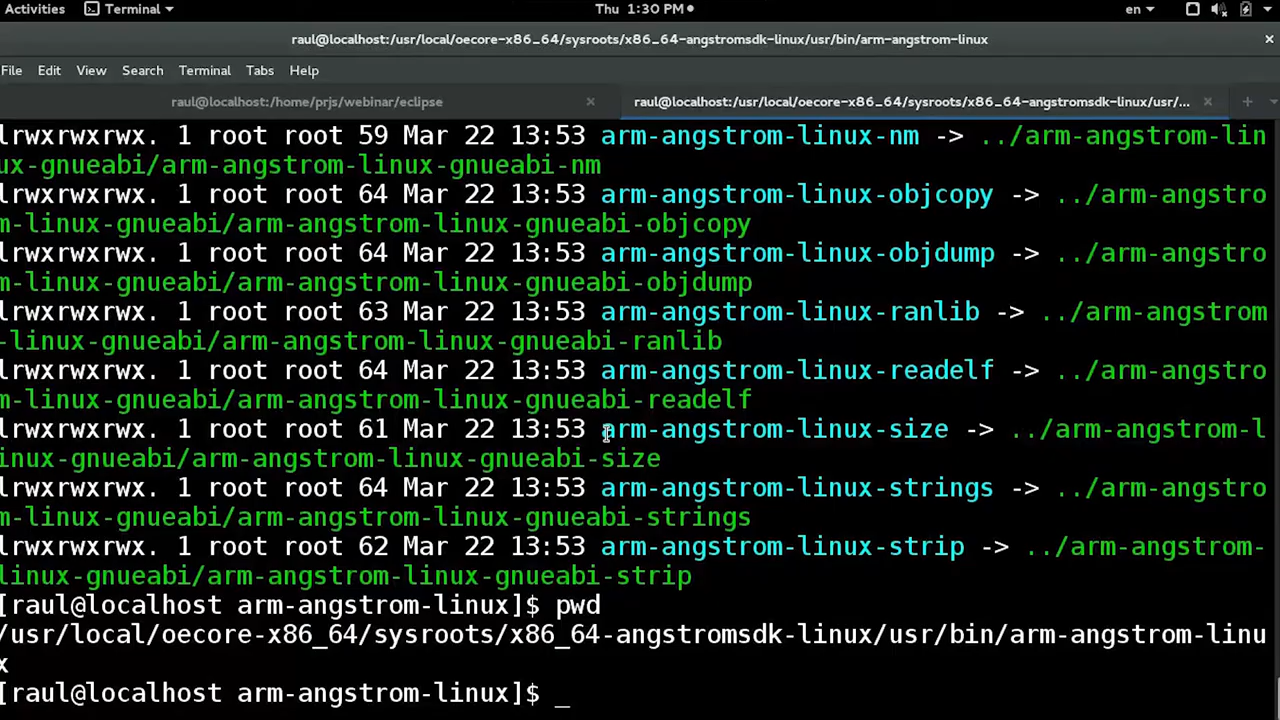 Activities Terminal Thu 1:30 PM en
raul@localhost:/usr/local/oecore-x86_64/sysroots/x86_64-angstromsdk-linux/usr/bin/arm-angstrom-linux ×
File Edit View Search Terminal Tabs Help
raul@localhost:/home/prjs/webinar/eclipse × raul@localhost:/usr/local/oecore-x86_64/sysroots/x86_64-angstromsdk-linux/usr/... × +
lrwxrwxrwx. 1 root root 59 Mar 22 13:53 arm-angstrom-linux-nm -> ../arm-angstrom-lin
ux-gnueabi/arm-angstrom-linux-gnueabi-nm
lrwxrwxrwx. 1 root root 64 Mar 22 13:53 arm-angstrom-linux-objcopy -> ../arm-angstro
m-linux-gnueabi/arm-angstrom-linux-gnueabi-objcopy
lrwxrwxrwx. 1 root root 64 Mar 22 13:53 arm-angstrom-linux-objdump -> ../arm-angstro
m-linux-gnueabi/arm-angstrom-linux-gnueabi-objdump
lrwxrwxrwx. 1 root root 63 Mar 22 13:53 arm-angstrom-linux-ranlib -> ../arm-angstrom
-linux-gnueabi/arm-angstrom-linux-gnueabi-ranlib
lrwxrwxrwx. 1 root root 64 Mar 22 13:53 arm-angstrom-linux-readelf -> ../arm-angstro
m-linux-gnueabi/arm-angstrom-linux-gnueabi-readelf
lrwxrwxrwx. 1 root root 61 Mar 22 13:53 arm-angstrom-linux-size -> ../arm-angstrom-l
inux-gnueabi/arm-angstrom-linux-gnueabi-size
lrwxrwxrwx. 1 root root 64 Mar 22 13:53 arm-angstrom-linux-strings -> ../arm-angstro
m-linux-gnueabi/arm-angstrom-linux-gnueabi-strings
lrwxrwxrwx. 1 root root 62 Mar 22 13:53 arm-angstrom-linux-strip -> ../arm-angstrom-
linux-gnueabi/arm-angstrom-linux-gnueabi-strip
[raul@localhost arm-angstrom-linux]$ pwd
/usr/local/oecore-x86_64/sysroots/x86_64-angstromsdk-linux/usr/bin/arm-angstrom-linu
x
[raul@localhost arm-angstrom-linux]$ _